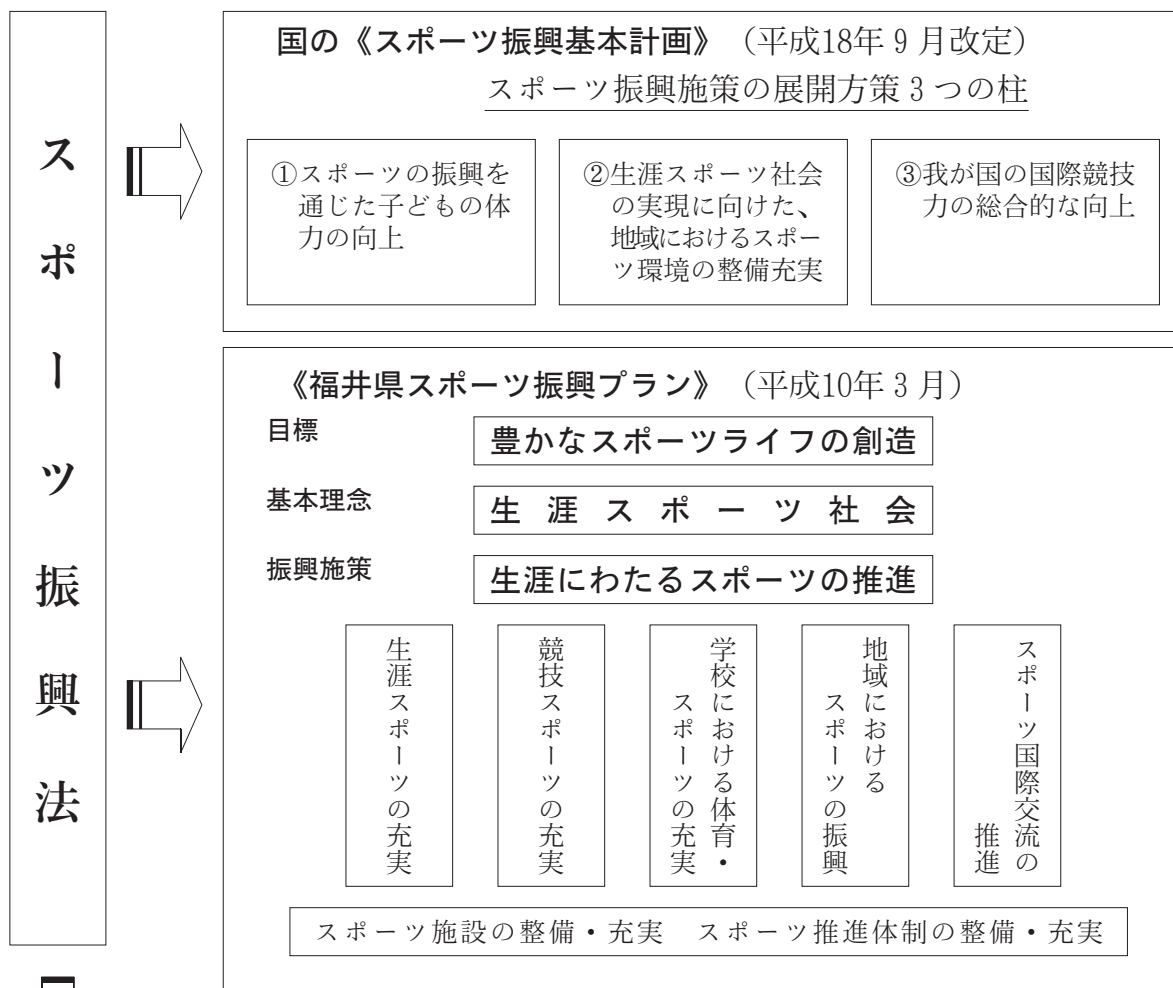 スポーツ振興法
国の《スポーツ振興基本計画》（平成18年9月改定）
スポーツ振興施策の展開方策3つの柱
①スポーツの振興を
通じた子どもの体
力の向上
②生涯スポーツ社会
の実現に向けた、
地域におけるスポー
ツ環境の整備充実
③我が国の国際競技
力の総合的な向上
《福井県スポーツ振興プラン》（平成10年3月）
目標
豊かなスポーツライフの創造
基本理念
生涯スポーツ社会
振興施策
生涯にわたるスポーツの推進
生涯スポーツの充実
競技スポーツの充実
学校における体育・
スポーツの充実
地域における
スポーツの振興
スポーツ国際交流の
推進
スポーツ施設の整備・充実　スポーツ推進体制の整備・充実